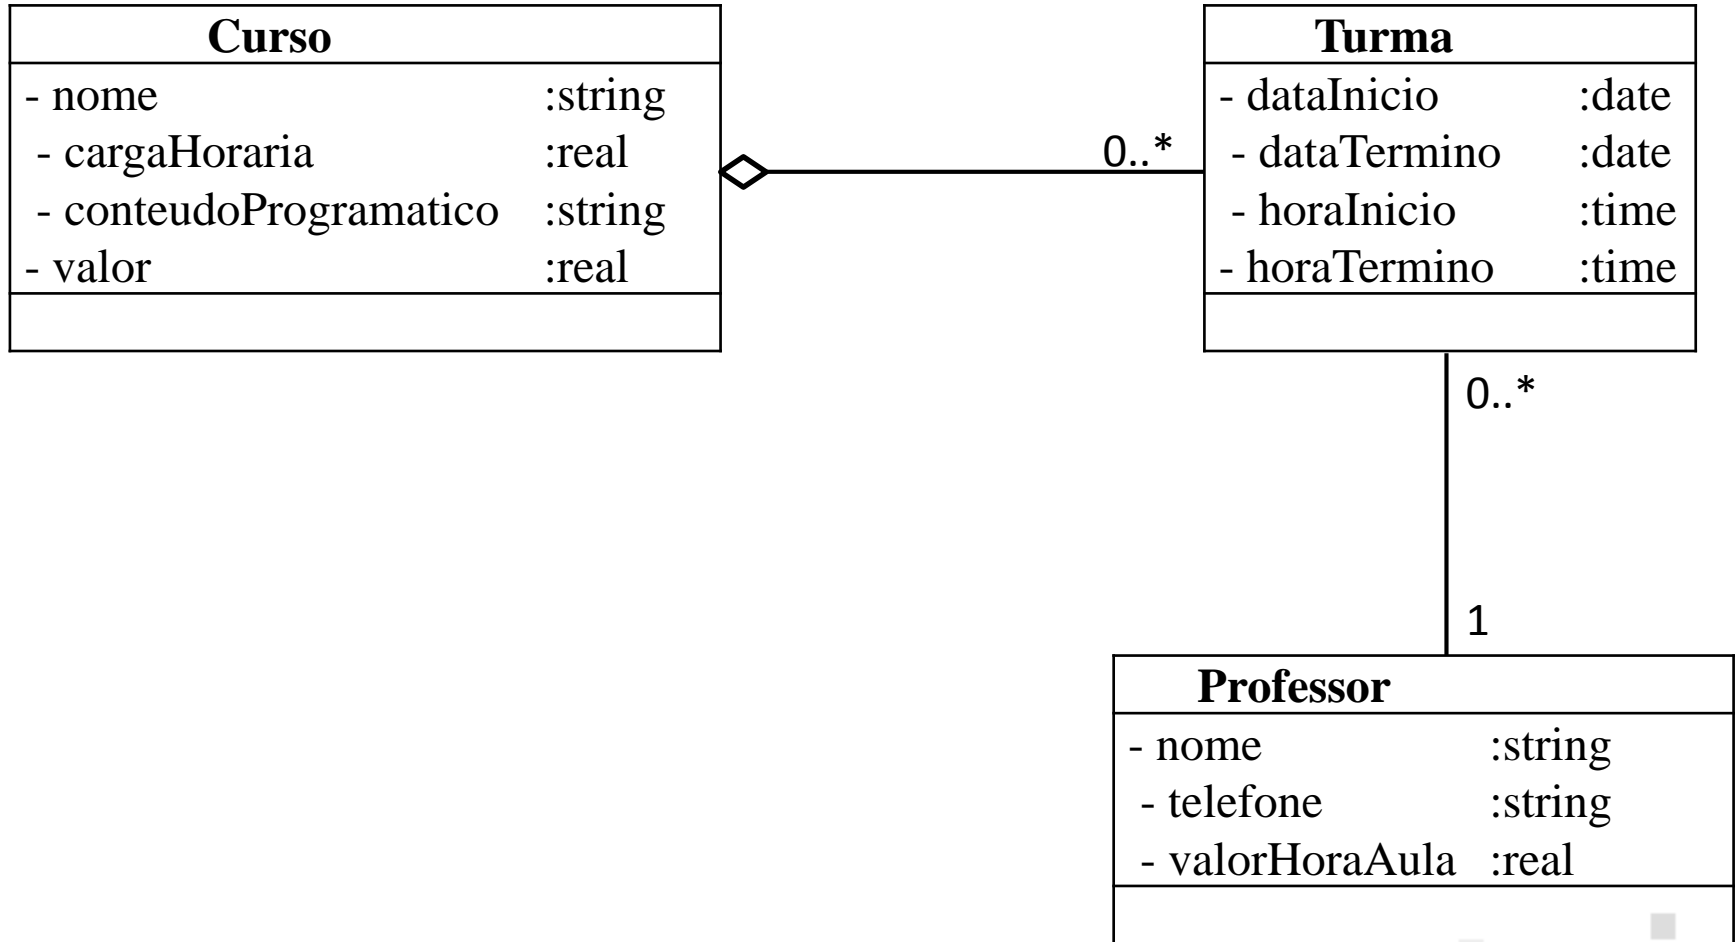 Curso
- nome :string
- cargaHoraria :real
- conteudoProgramatico :string
- valor :real
0..*
Turma
- dataInicio :date
- dataTermino :date
- horaInicio :time
- horaTermino :time
0..*
1
Professor
- nome :string
- telefone :string
- valorHoraAula :real